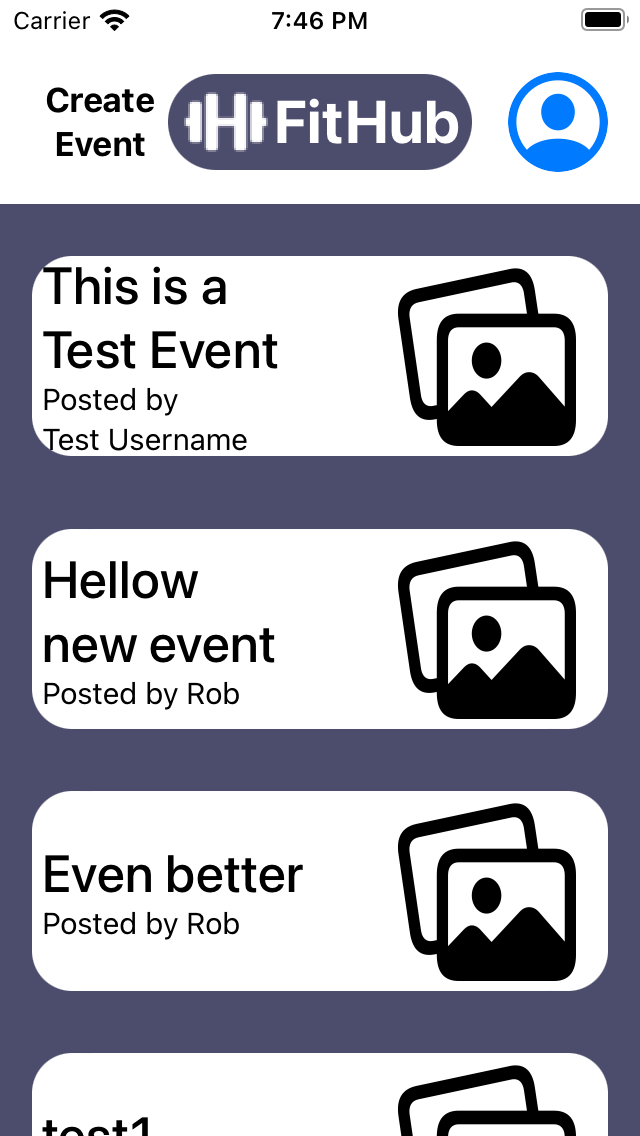 Carrier 7:46 PM
Create
Event
FitHub
This is a
Test Event
Posted by
Test Username
Hellow
new event
Posted by Rob
Even better
Posted by Rob
test1